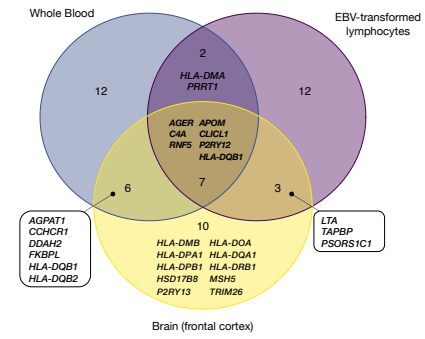 Whole Blood
EBV-transformed
lymphocytes
2
HLA-DMA
PRRT1
12
12
AGER APOM
C4A CLICL1
RNF5 P2RY12
HLA-DQB1
7
6
3
AGPAT1
CCHCR1
DDAH2
FKBPL
HLA-DQB1
HLA-DQB2
LTA
TAPBP
PSORS1C1
10
HLA-DMB HLA-DOA
HLA-DPA1 HLA-DQA1
HLA-DPB1 HLA-DRB1
HSD17B8 MSH5
P2RY13 TRIM26
Brain (frontal cortex)